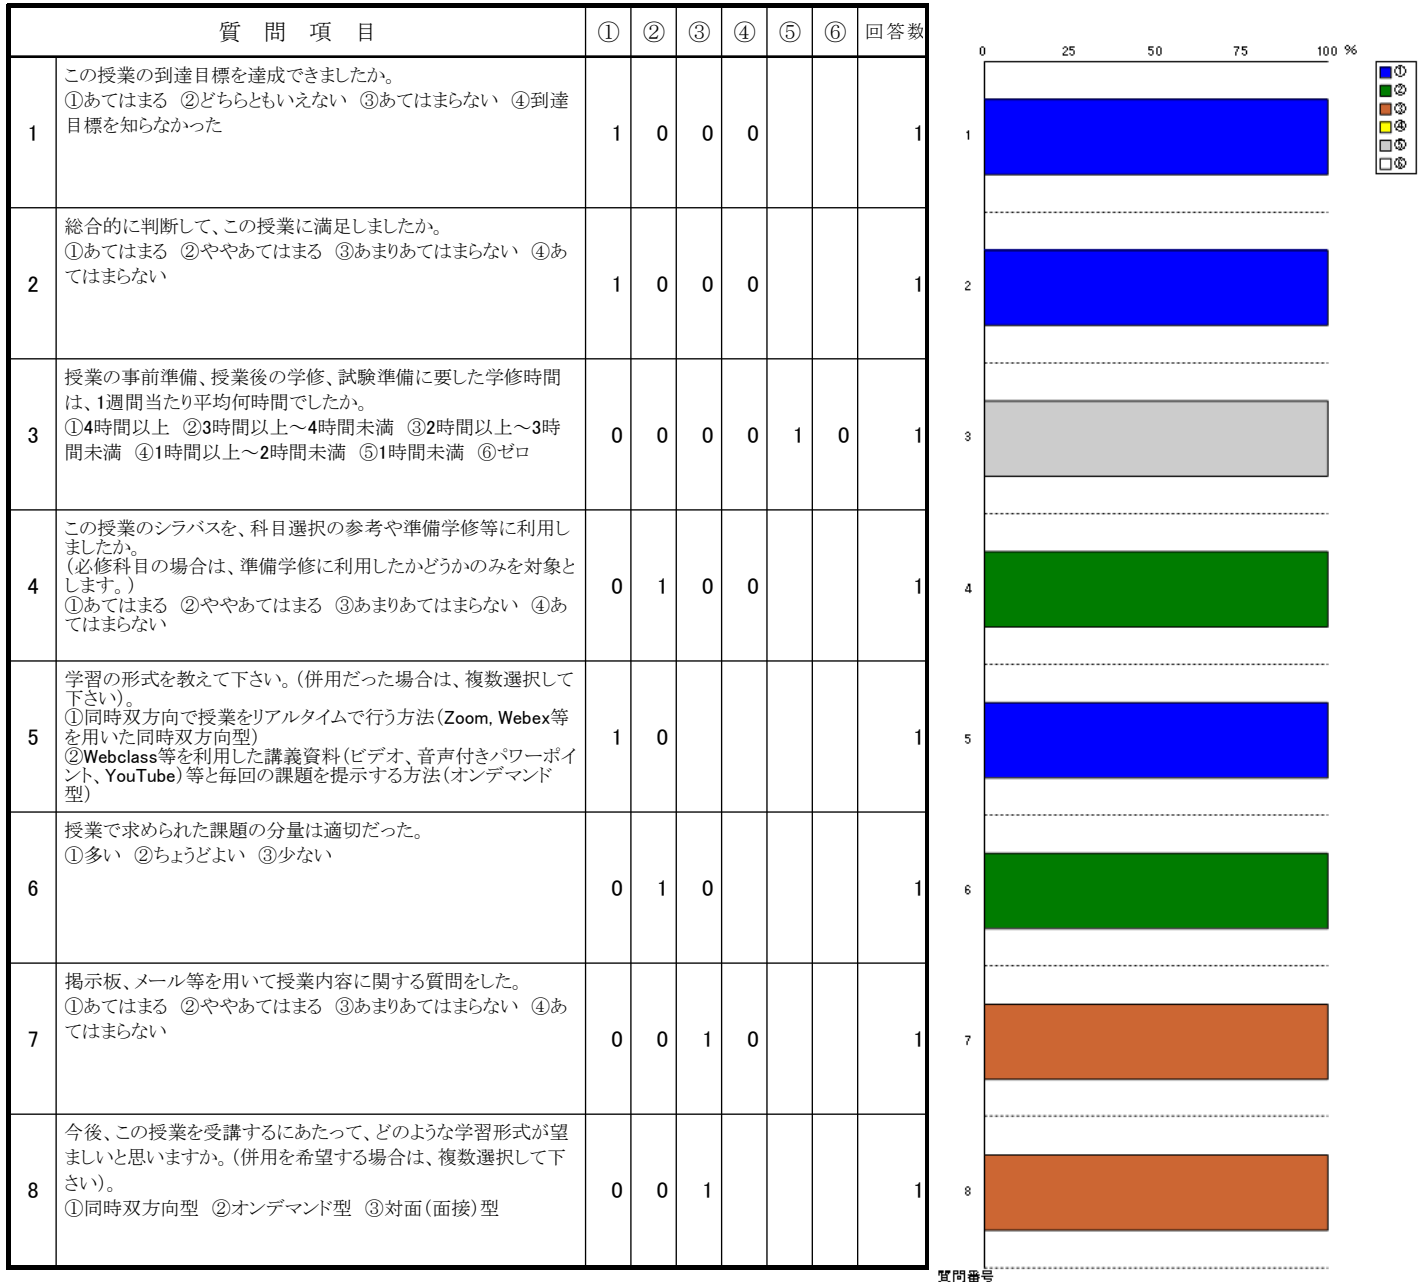 質 問 項 目 ① ② ③ ④ ⑤ ⑥ 回答数
1 この授業の到達目標を達成できましたか。
①あてはまる ②どちらともいえない ③あてはまらない ④到達
目標を知らなかった
1 0 0 0 1
2 総合的に判断して、この授業に満足しましたか。
①あてはまる ②ややあてはまる ③あまりあてはまらない ④あ
てはまらない
1 0 0 0 1
3 授業の事前準備、授業後の学修、試験準備に要した学修時間
は、1週間当たり平均何時間でしたか。
①4時間以上 ②3時間以上~4時間未満 ③2時間以上~3時
間未満 ④1時間以上~2時間未満 ⑤1時間未満 ⑥ゼロ
0 0 0 0 1 0 1
4 この授業のシラバスを、科目選択の参考や準備学修等に利用し
ましたか。
(必修科目の場合は、準備学修に利用したかどうかのみを対象と
します。)
①あてはまる ②ややあてはまる ③あまりあてはまらない ④あ
てはまらない
0 1 0 0 1
5 学習の形式を教えて下さい。(併用だった場合は、複数選択して
下さい)。
①同時双方向で授業をリアルタイムで行う方法(Zoom, Webex等
を用いた同時双方向型)
②Webclass等を利用した講義資料(ビデオ、音声付きパワーポイ
ント、YouTube)等と毎回の課題を提示する方法(オンデマンド
型)
1 0 1
6 授業で求められた課題の分量は適切だった。
①多い ②ちょうどよい ③少ない
0 1 0 1
7 掲示板、メール等を用いて授業内容に関する質問をした。
①あてはまる ②ややあてはまる ③あまりあてはまらない ④あ
てはまらない
0 0 1 0 1
8 今後、この授業を受講するにあたって、どのような学習形式が望
ましいと思いますか。(併用を希望する場合は、複数選択して下
さい)。
①同時双方向型 ②オンデマンド型 ③対面(面接)型
0 0 1 1
0 25 50 75 100 %
1
2
3
4
5
6
7
8
質問番号
①
②
③
④
⑤
⑥